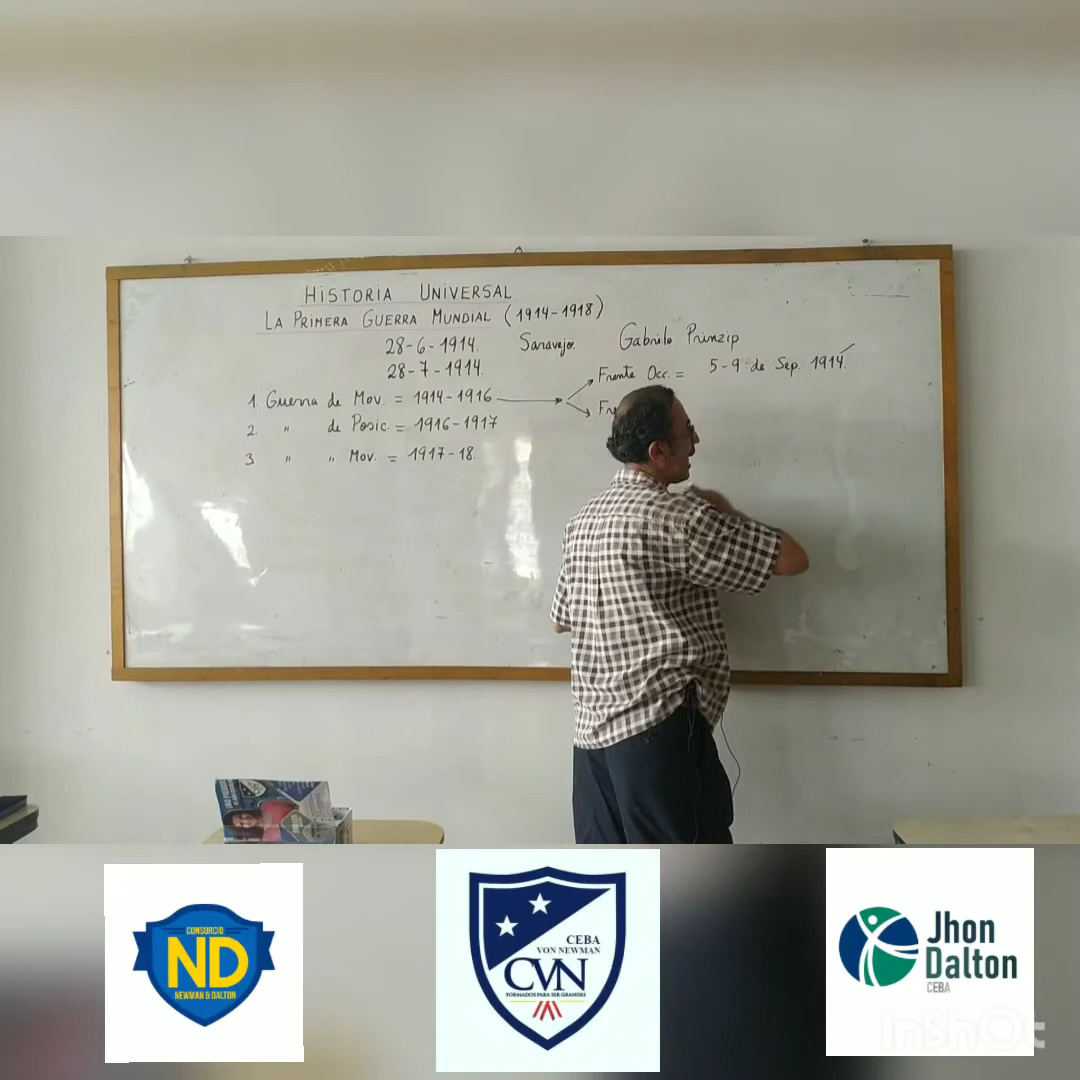 HISTORIA UNIVERSAL
LA PRIMERA GUERRA MUNDIAL (1914-1918)
28-6-1914. Saravejo. Gabrielo Prinzip
28-7-1914.
Frente Occ. = 5-9 de Sep. 1914.
1. Guerra de Mov. = 1914-1916
2. " de Posic. = 1916-1917
3 " " Mov. = 1917-18.
CONSORCIO
ND
NEWMAN & DALTON
CEBA
VON NEWMAN
CVN
FORMADOS PARA SER GRANDES
Jhon
Dalton
CEBA
InShOt